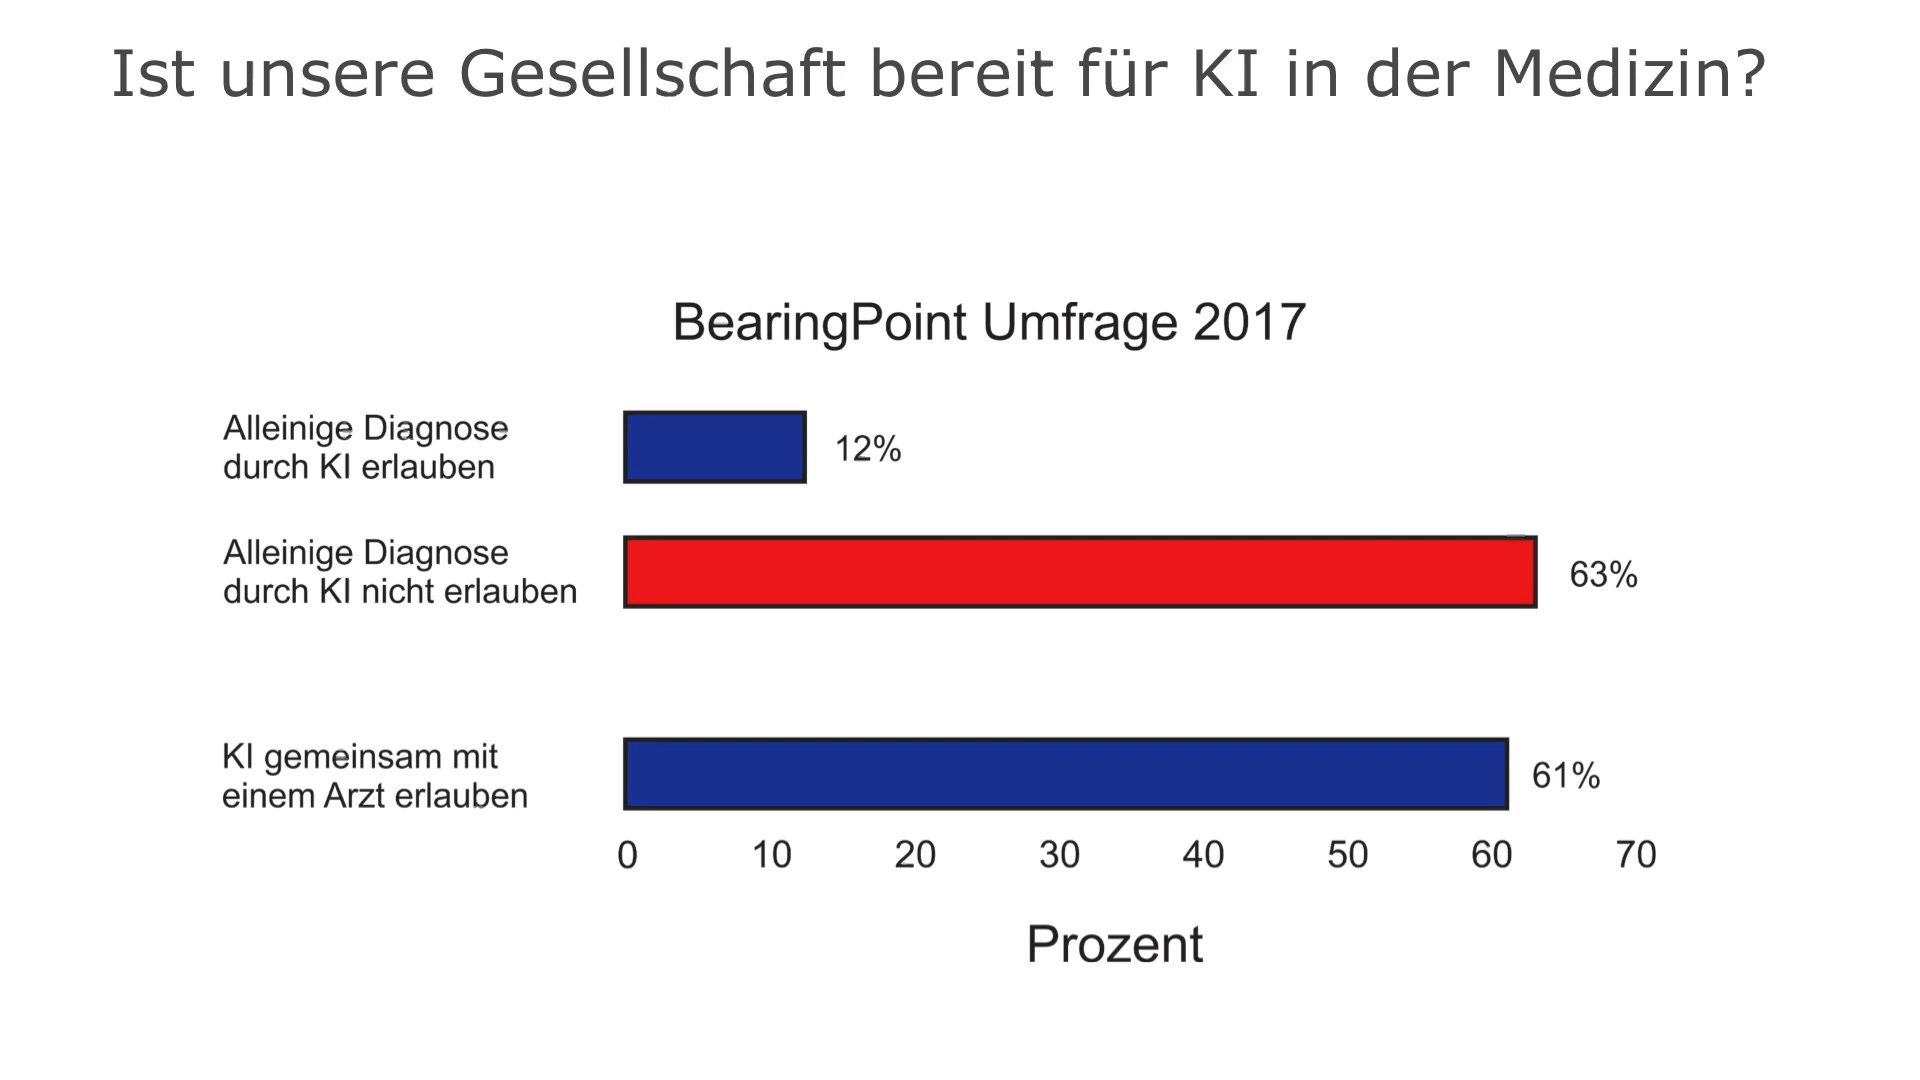 Ist unsere Gesellschaft bereit für KI in der Medizin?
BearingPoint Umfrage 2017
Alleinige Diagnose
durch KI erlauben
12%
Alleinige Diagnose
durch KI nicht erlauben
63%
KI gemeinsam mit
einem Arzt erlauben
61%
0 10 20 30 40 50 60 70
Prozent